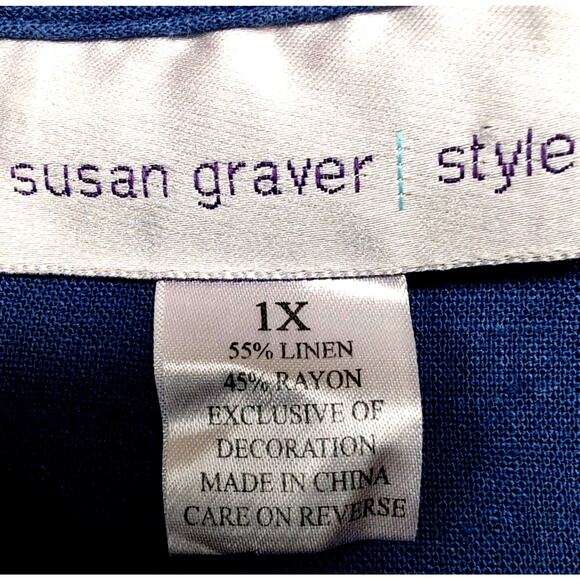 susan graver | style
1X
55% LINEN
45% RAYON
EXCLUSIVE OF
DECORATION
MADE IN CHINA
CARE ON REVERSE